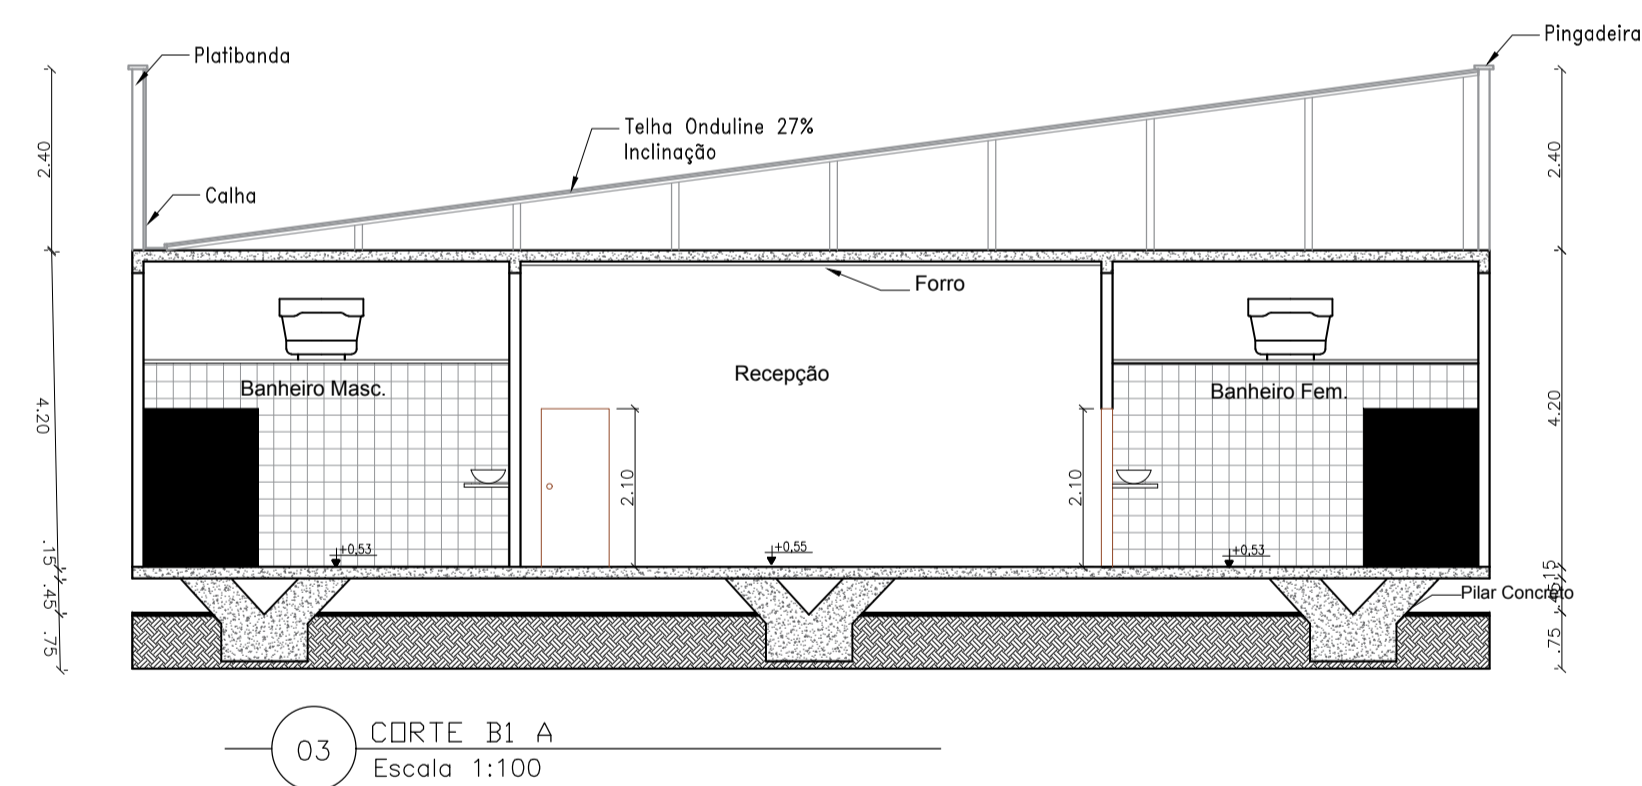 Pingadeira
Platibanda
Telha Onduline 27%
Inclinação
2.40
2.40
Calha
Forro
Recepção
Banheiro Masc.
Banheiro Fem.
4.20
4.20
2.10
2.10
+0,53
+0,55
+0,53
.15
.15
.45
.45
Pilar Concreto
.75
.75
03
CORTE B1 A
Escala 1:100